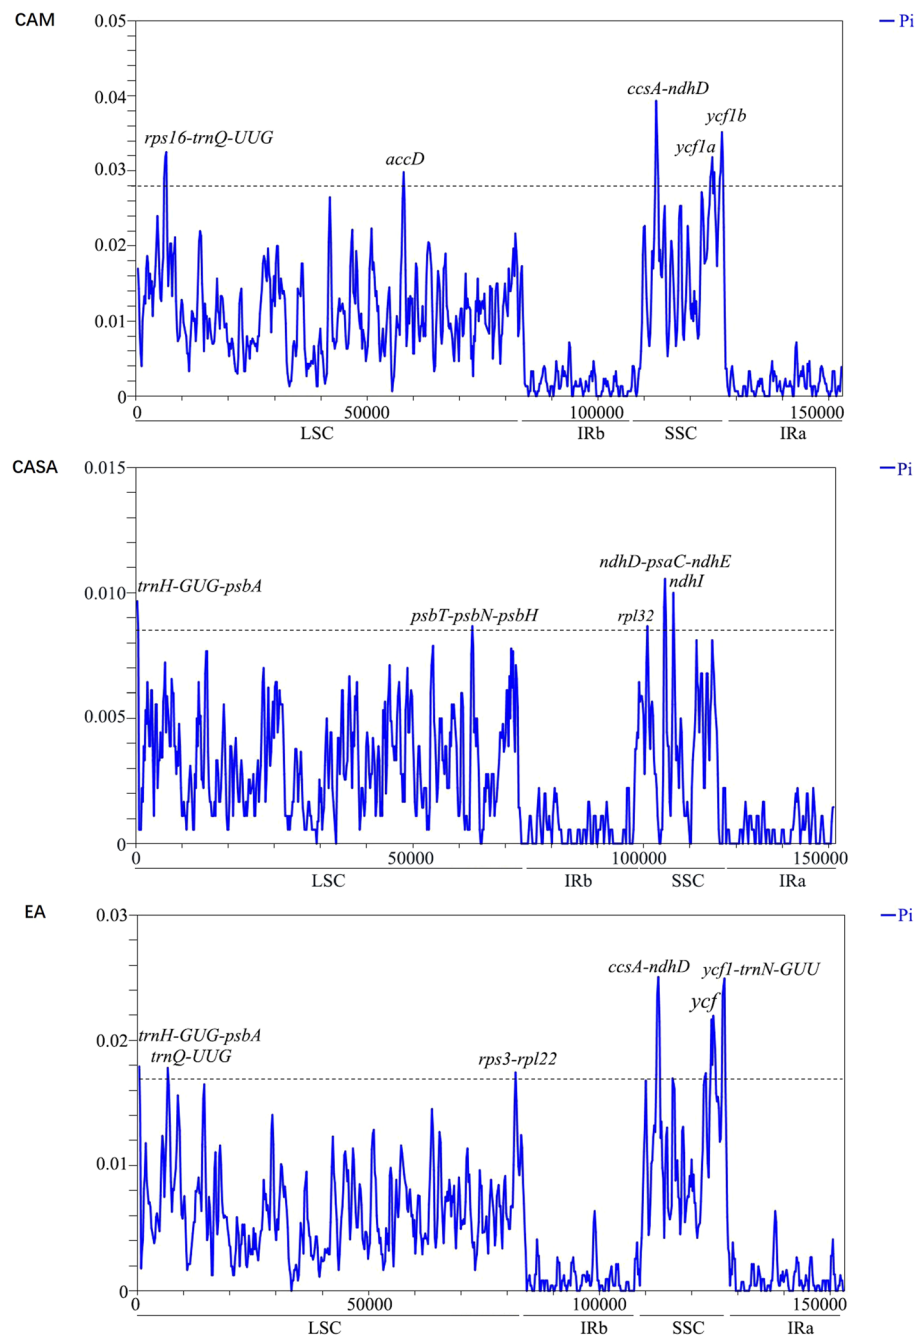 CAM
0.05
Pi
ccsA-ndhD
0.04
ycf1b
rps16-trnQ-UUG
ycf1a
accD
0.03
0.02
0.01
0
0 50000 100000 150000
LSC IRb SSC IRa
CASA
0.015
Pi
ndhD-psaC-ndhE
trnH-GUG-psbA
ndhI
0.010
psbT-psbN-psbH
rpl32
0.005
0
0 50000 100000 150000
LSC IRb SSC IRa
EA
0.03
Pi
ccsA-ndhD
ycf1-trnN-GUU
ycf
0.02
trnH-GUG-psbA
trnQ-UUG
rps3-rpl22
0.01
0
0 50000 100000 150000
LSC IRb SSC IRa